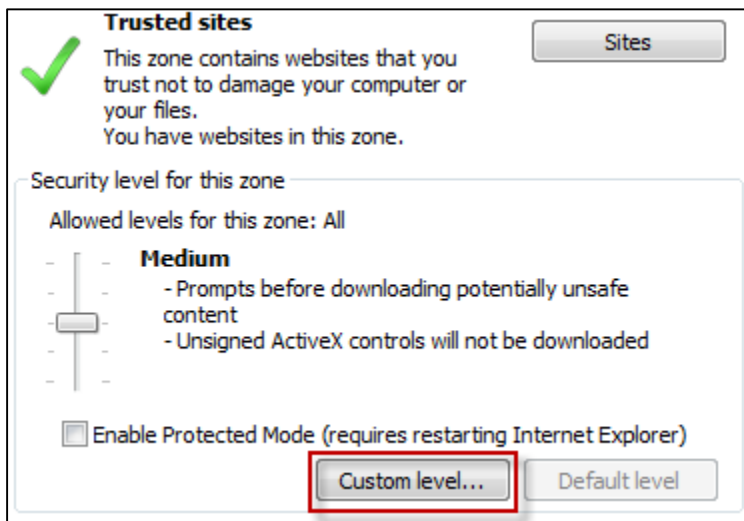 Trusted sites
Sites
This zone contains websites that you
trust not to damage your computer or
your files.
You have websites in this zone.
Security level for this zone
Allowed levels for this zone: All
Medium
- Prompts before downloading potentially unsafe
content
- Unsigned ActiveX controls will not be downloaded
Enable Protected Mode (requires restarting Internet Explorer)
Custom level...
Default level